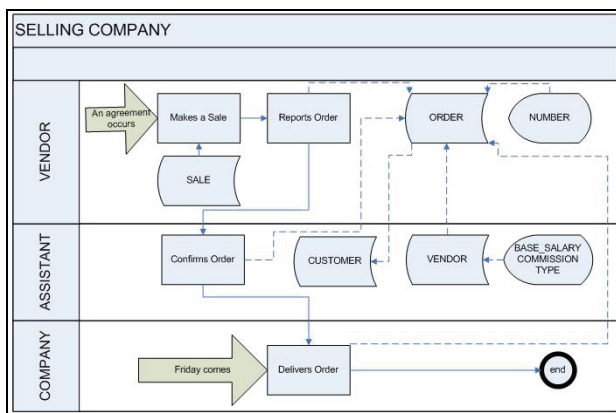 SELLING COMPANY
VENDOR
An agreement
occurs
Makes a Sale
Reports Order
ORDER
NUMBER
SALE
ASSISTANT
Confirms Order
CUSTOMER
VENDOR
BASE_SALARY
COMMISSION
TYPE
COMPANY
Friday comes
Delivers Order
end